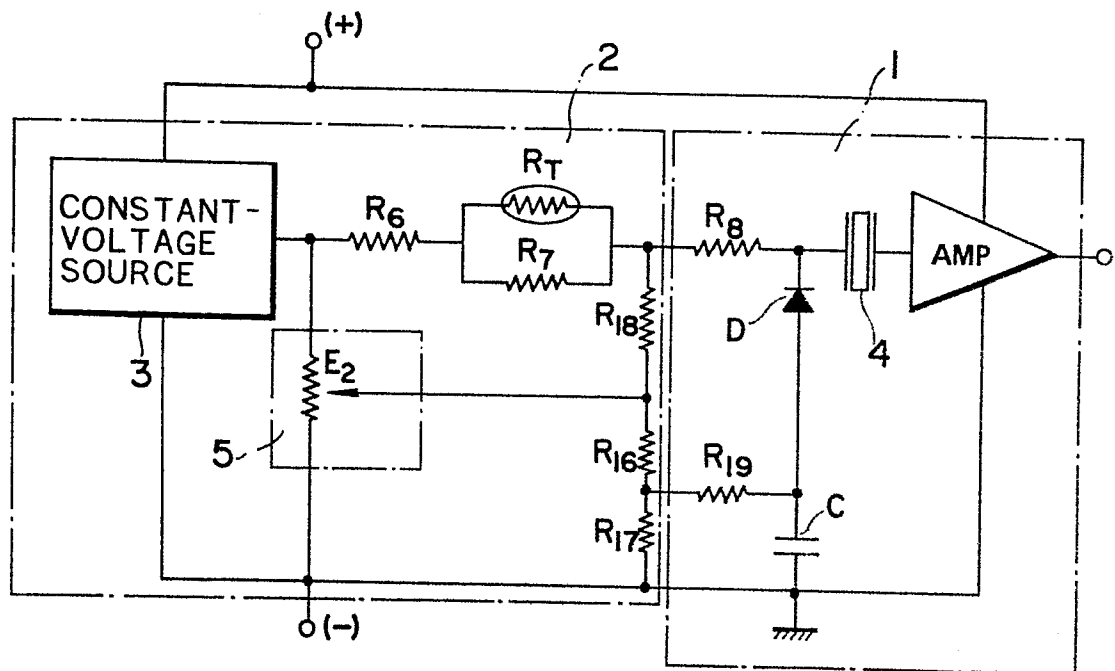 (+)
2
1
RT
CONSTANT-
VOLTAGE
SOURCE
R6
R7
R8
AMP
R18
D
4
3
E2
5
R16
R19
C
R17
(-)